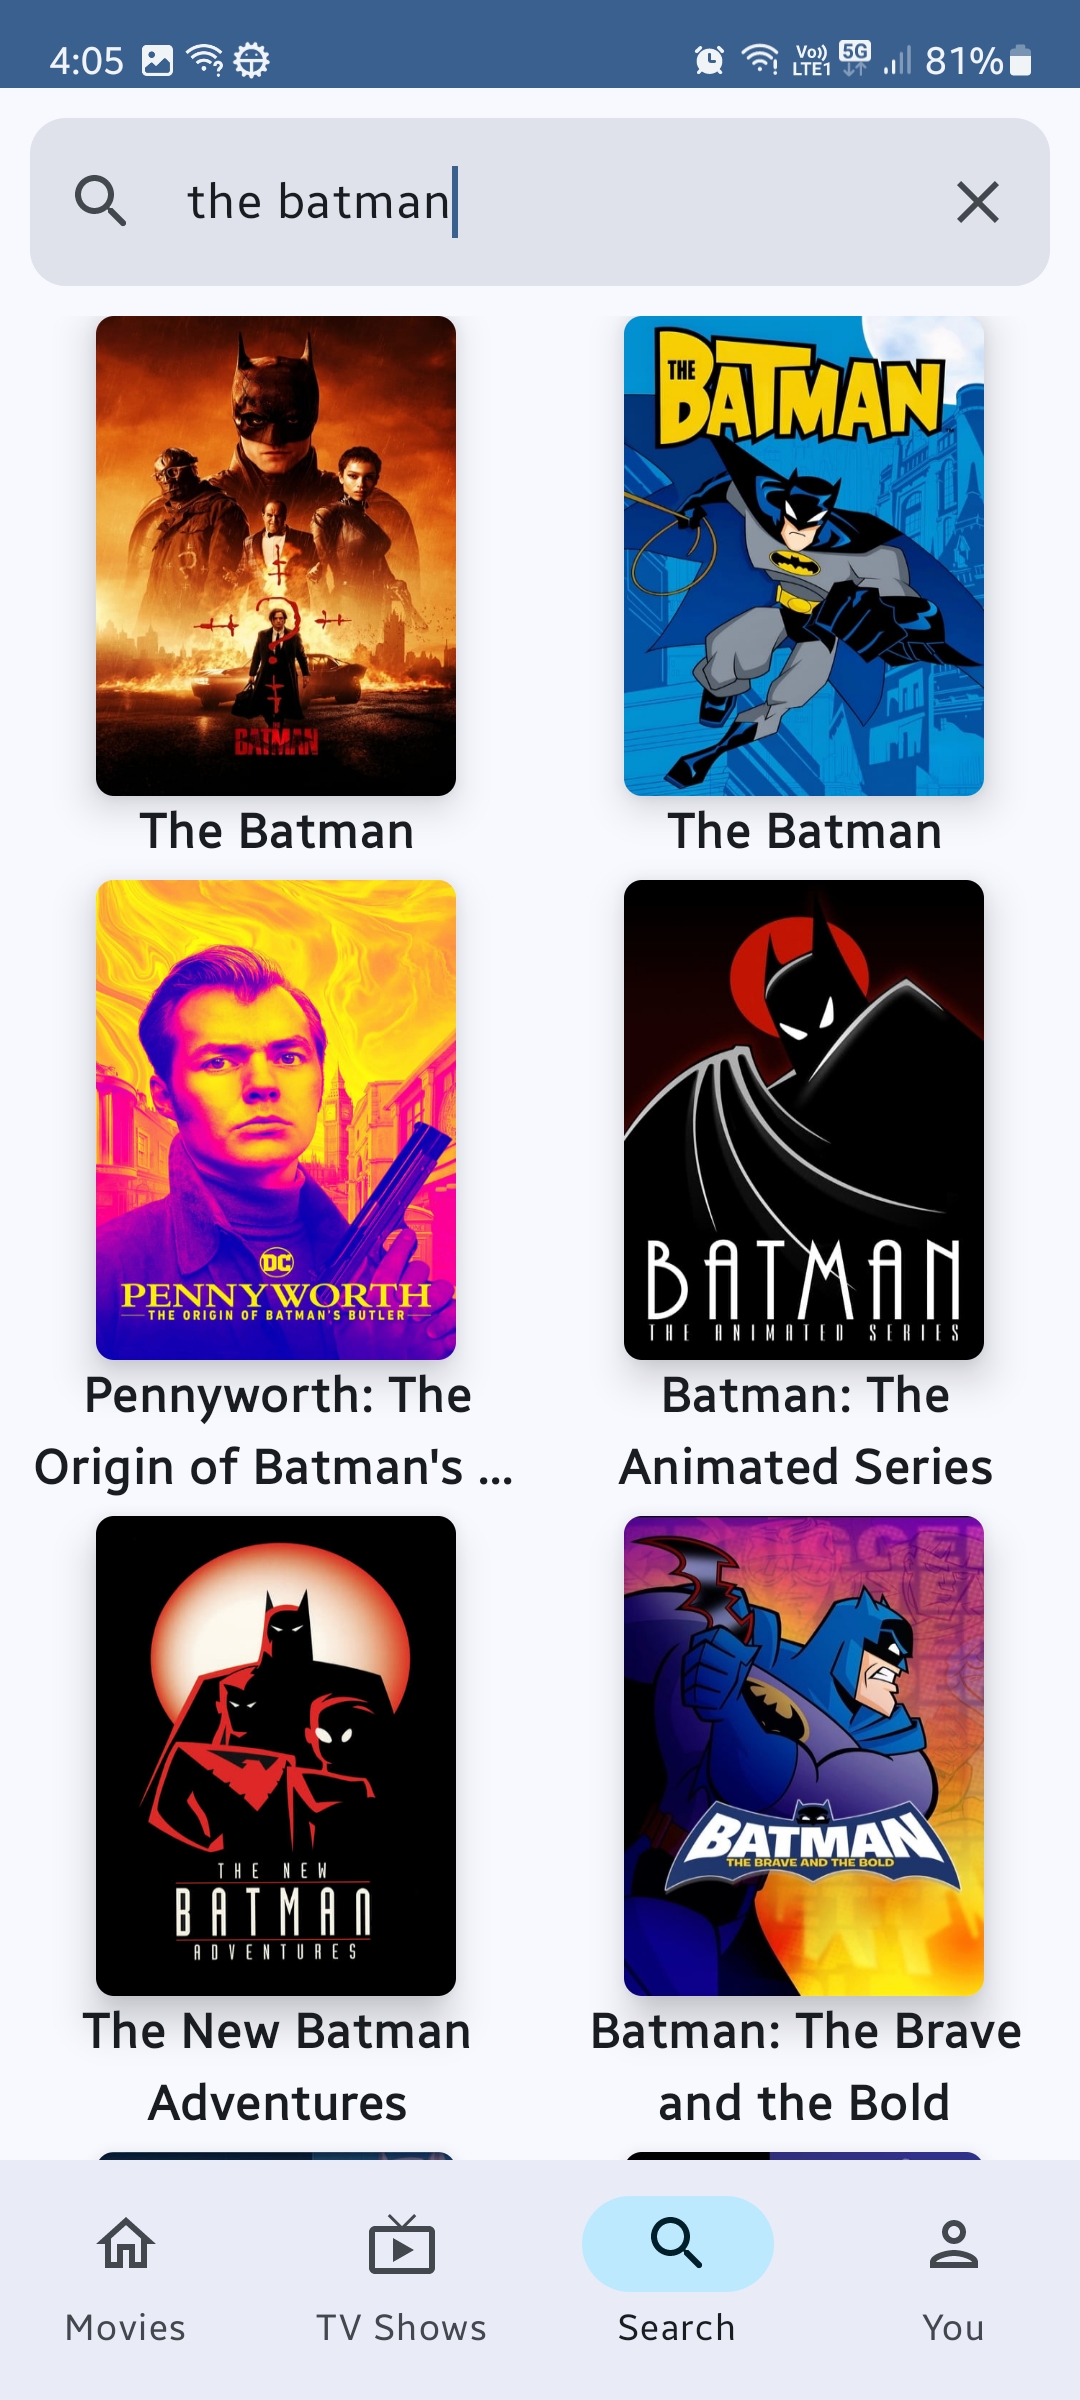 4:05
Vo)) LTE1 5G 81%
the batman
THE BATMAN
BATMAN
The Batman
The Batman
DC
PENNYWORTH
THE ORIGIN OF BATMAN'S BUTLER
BATMAN
THE ANIMATED SERIES
Pennyworth: The
Origin of Batman's ...
Batman: The
Animated Series
THE NEW
BATMAN
ADVENTURES
BATMAN
THE BRAVE AND THE BOLD
The New Batman
Adventures
Batman: The Brave
and the Bold
Movies
TV Shows
Search
You